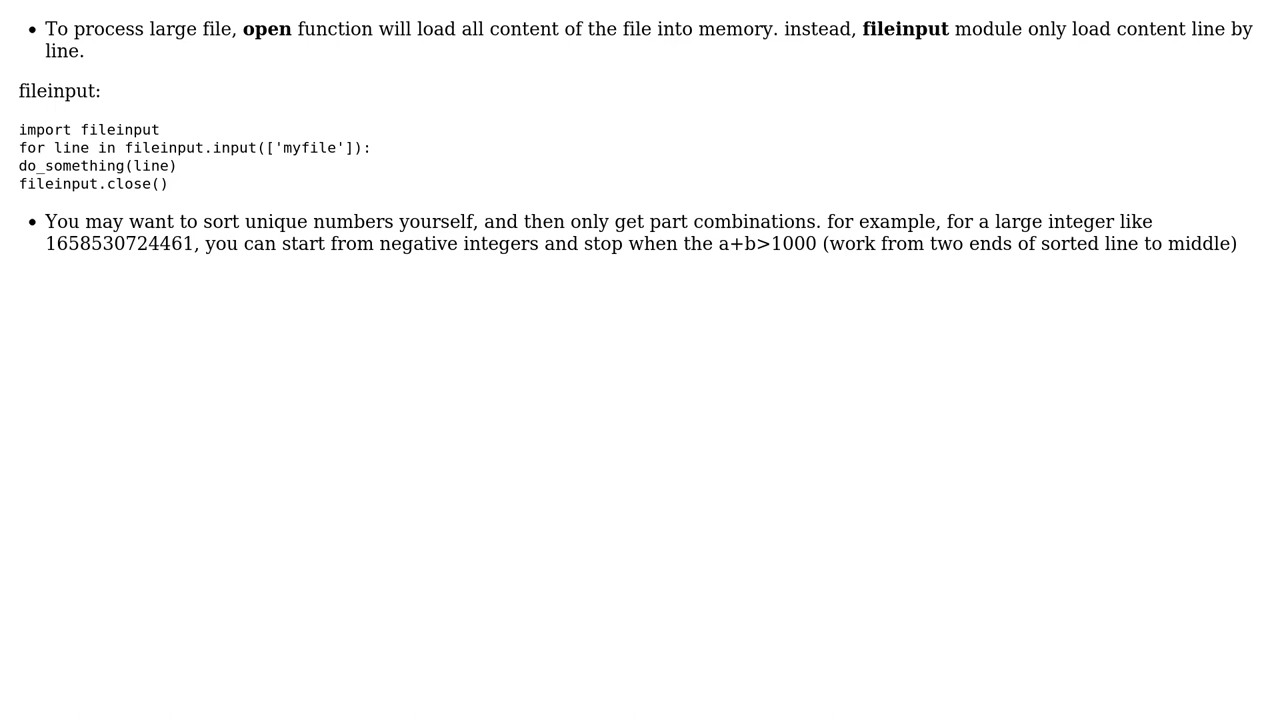 • To process large file, open function will load all content of the file into memory. instead, fileinput module only load content line by
line.
fileinput:
import fileinput
for line in fileinput.input(['myfile']):
do_something(line)
fileinput.close()
• You may want to sort unique numbers yourself, and then only get part combinations. for example, for a large integer like
1658530724461, you can start from negative integers and stop when the a+b>1000 (work from two ends of sorted line to middle)